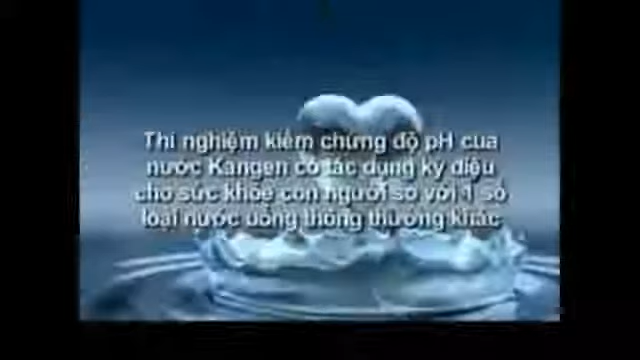 Thí nghiệm kiểm chứng độ pH của
nước Kangen có tác dụng kỳ diệu
cho sức khỏe con người so với 1 số
loại nước uống thông thường khác